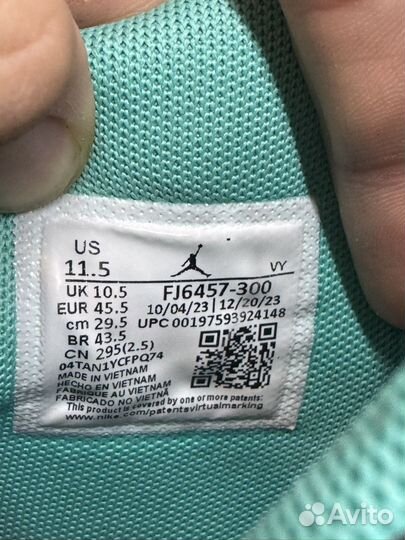 US
11.5
VY
UK 10.5
FJ6457-300
EUR 45.5
10/04/23 | 12/20/23
cm 29.5
UPC 00197593924148
BR 43.5
CN 295(2.5)
04TAN1YCFPQ74
MADE IN VIETNAM
HECHO EN VIETNAM
FABRIQUE AU VIETNAM
FABRICADO NO VIETNAM
This product is covered by one or more patents:
www.nike.com/patentsvirtualmarking
Avito